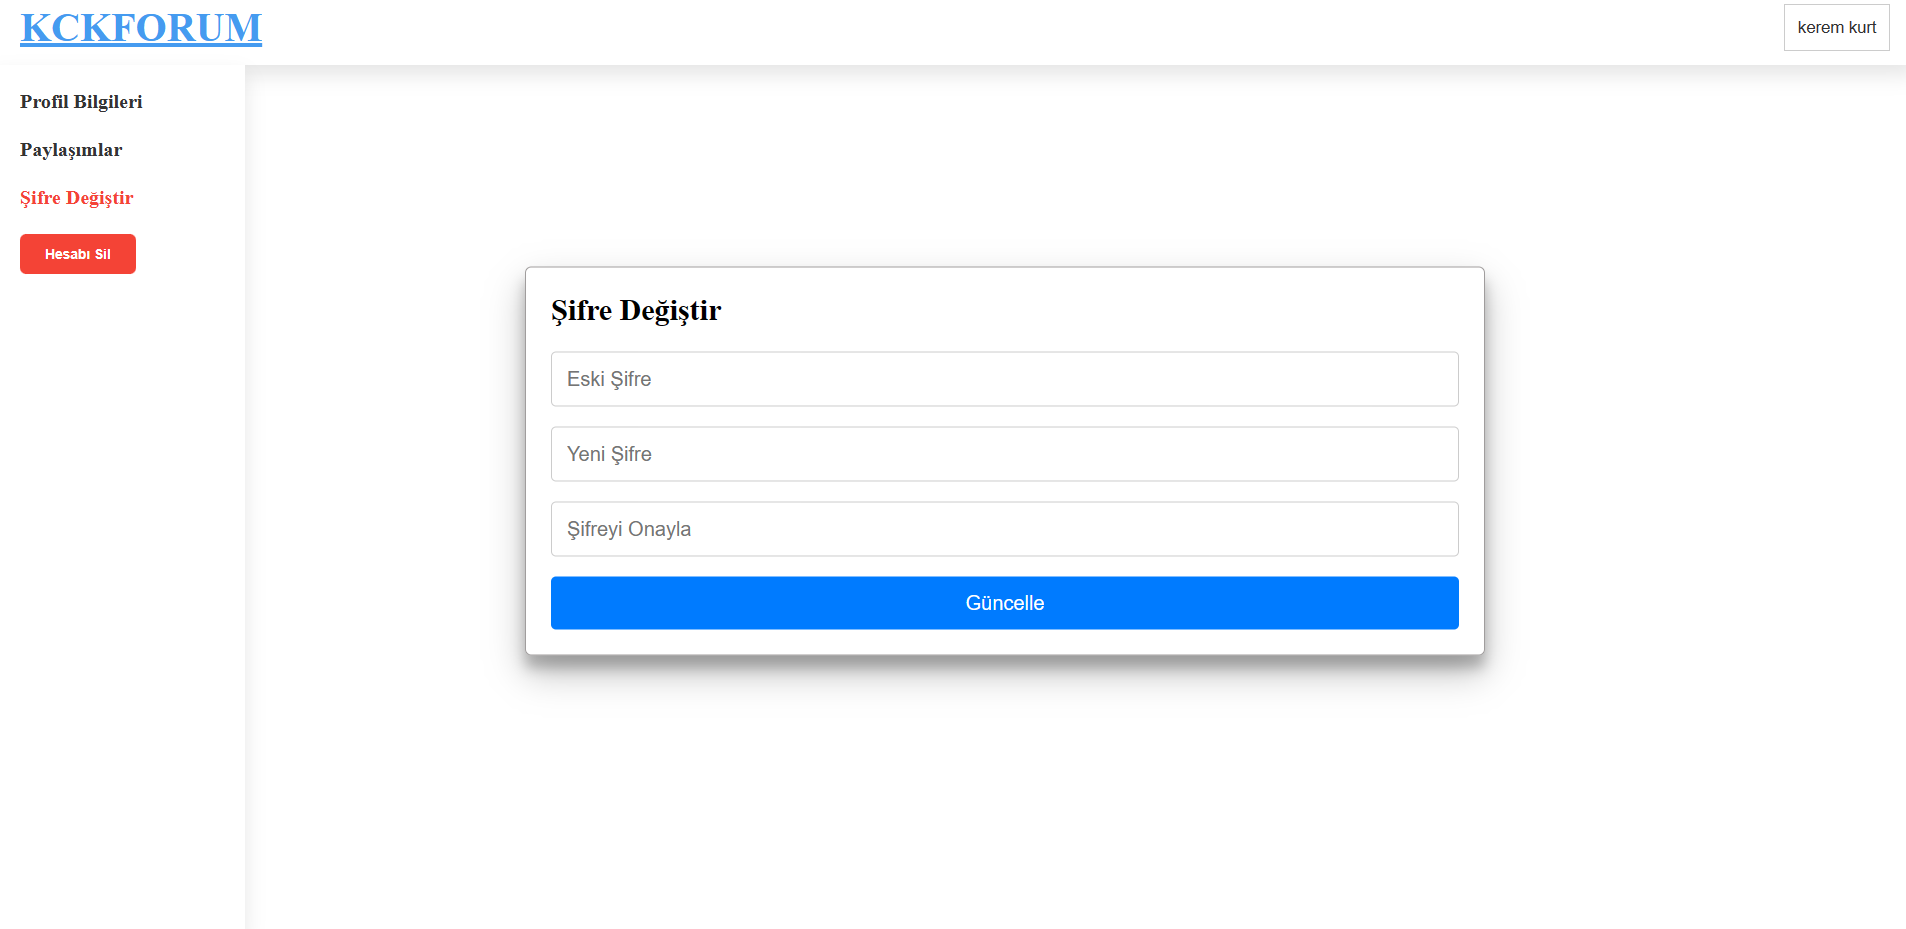 KCKFORUM
kerem kurt
Profil Bilgileri
Paylaşımlar
Şifre Değiştir
Hesabı Sil
Şifre Değiştir
Eski Şifre
Yeni Şifre
Şifreyi Onayla
Güncelle